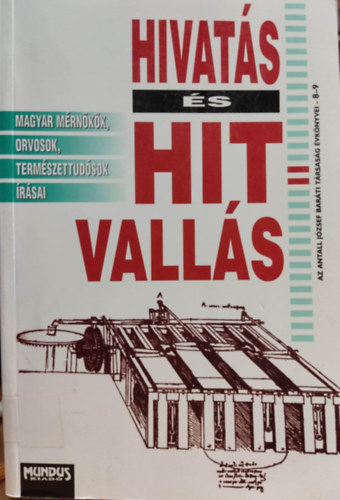 HIVATÁS
ÉS
HIT
VALLÁS
MAGYAR MÉRNÖKÖK,
ORVOSOK,
TERMÉSZETTUDÓSOK
ÍRÁSAI
AZ ANTALL JÓZSEF BARÁTI TÁRSASÁG ÉVKÖNYVEI - 8-9
A
MUNDUS
KIADÓ